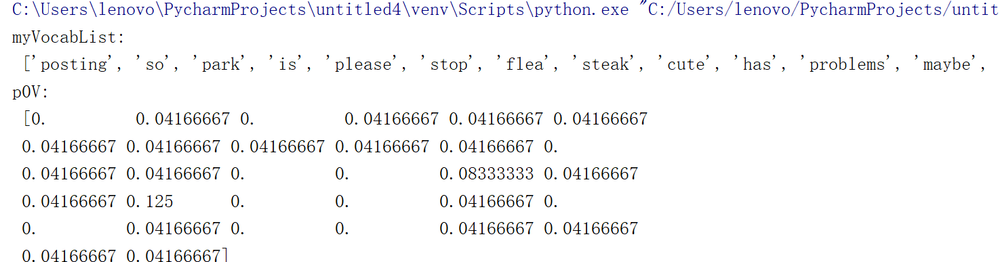 C:\Users\lenovo\PycharmProjects\untitled4\venv\Scripts\python.exe "C:/Users/lenovo/PycharmProjects/untit
myVocabList:
['posting', 'so', 'park', 'is', 'please', 'stop', 'flea', 'steak', 'cute', 'has', 'problems', 'maybe',
p0V:
[0. 0.04166667 0. 0.04166667 0.04166667 0.04166667
0.04166667 0.04166667 0.04166667 0.04166667 0.04166667 0.
0.04166667 0.04166667 0. 0. 0.08333333 0.04166667
0.04166667 0.125 0. 0. 0.04166667 0.
0. 0.04166667 0. 0. 0.04166667 0.04166667
0.04166667 0.04166667]